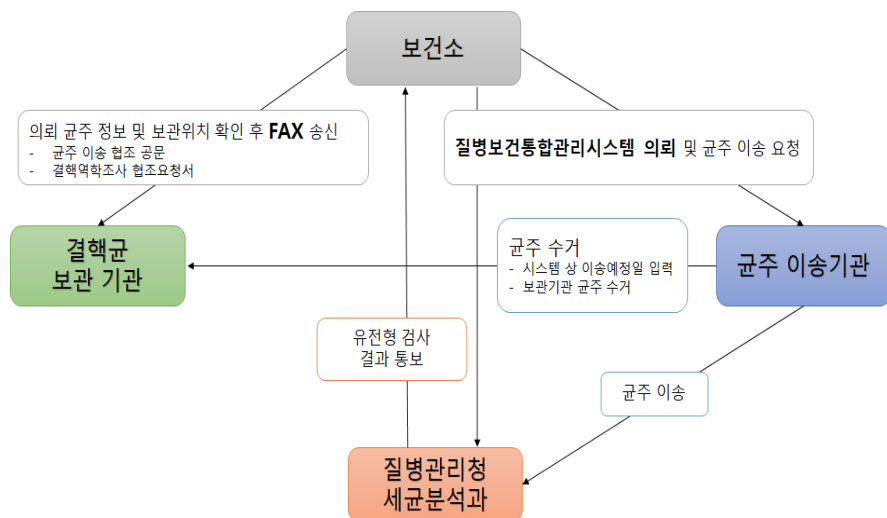 보건소
의뢰 균주 정보 및 보관위치 확인 후 FAX 송신
- 균주 이송 협조 공문
- 결핵역학조사 협조요청서
질병보건통합관리시스템 의뢰 및 균주 이송 요청
결핵균
보관 기관
균주 수거
- 시스템 상 이송예정일 입력
- 보관기관 균주 수거
균주 이송기관
유전형 검사
결과 통보
균주 이송
질병관리청
세균분석과